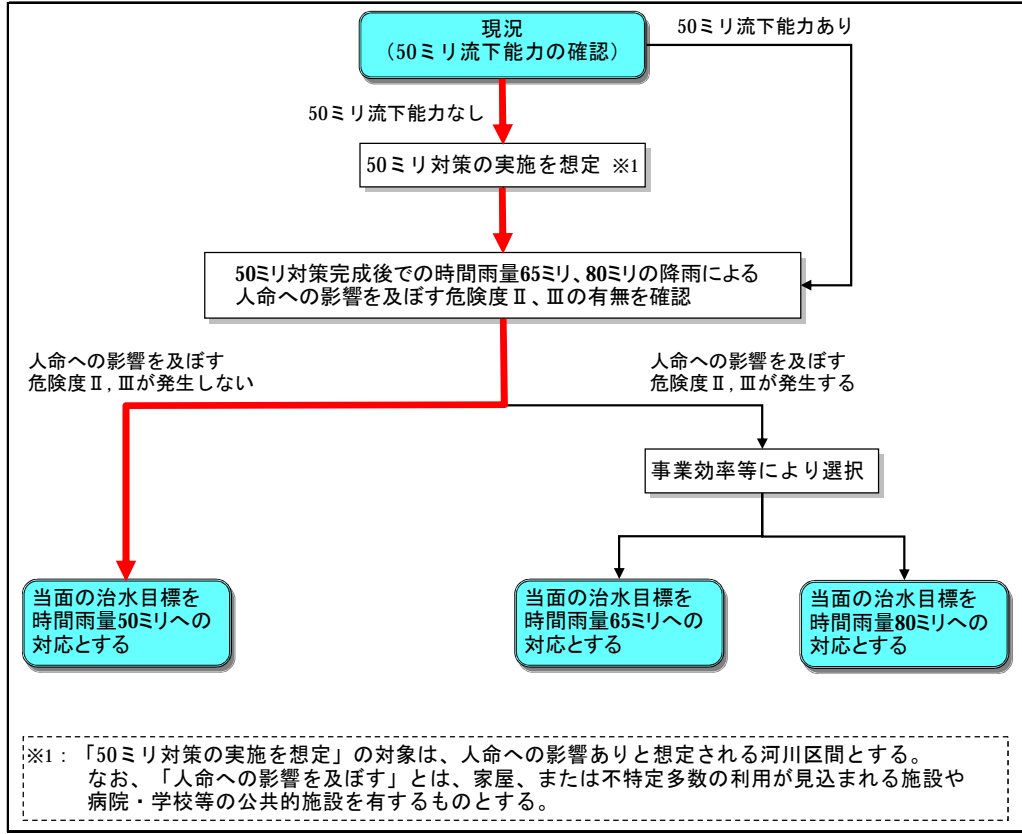 現況
(50ミリ流下能力の確認)
50ミリ流下能力あり
50ミリ流下能力なし
50ミリ対策の実施を想定 ※1
50ミリ対策完成後での時間雨量65ミリ、80ミリの降雨による
人命への影響を及ぼす危険度Ⅱ、Ⅲの有無を確認
人命への影響を及ぼす
危険度Ⅱ,Ⅲが発生しない
人命への影響を及ぼす
危険度Ⅱ,Ⅲが発生する
事業効率等により選択
当面の治水目標を
時間雨量50ミリへの
対応とする
当面の治水目標を
時間雨量65ミリへの
対応とする
当面の治水目標を
時間雨量80ミリへの
対応とする
※1: 「50ミリ対策の実施を想定」の対象は、人命への影響ありと想定される河川区間とする。
なお、「人命への影響を及ぼす」とは、家屋、または不特定多数の利用が見込まれる施設や
病院・学校等の公共的施設を有するものとする。